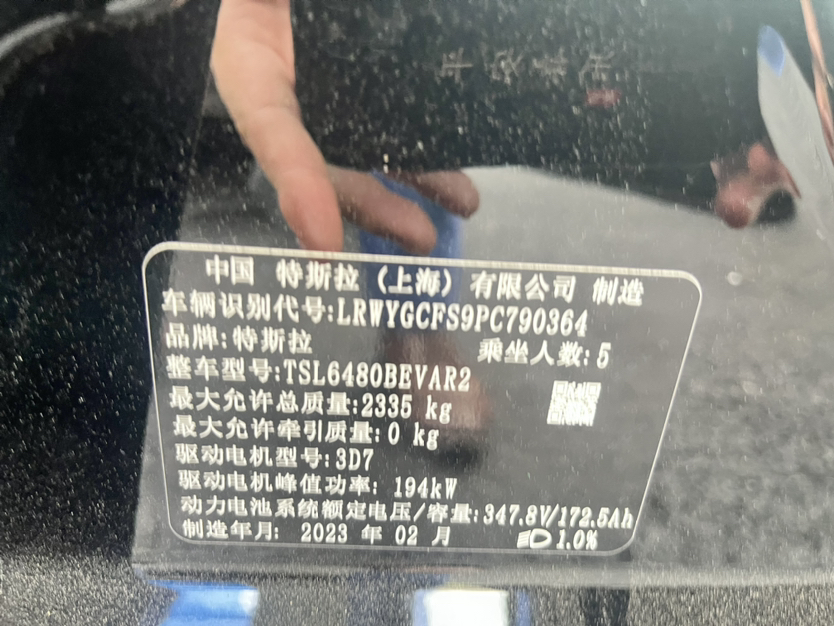 中国 特斯拉（上海）有限公司 制造
车辆识别代号:LRWYGCFS9PC790364
品牌:特斯拉 乘坐人数:5
整车型号:TSL6480BEVAR2
最大允许总质量:2335 kg
最大允许牵引质量:0 kg
驱动电机型号:3D7
驱动电机峰值功率: 194kW
动力电池系统额定电压/容量:347.8V/172.5Ah
制造年月: 2023 年 02 月 1.0%